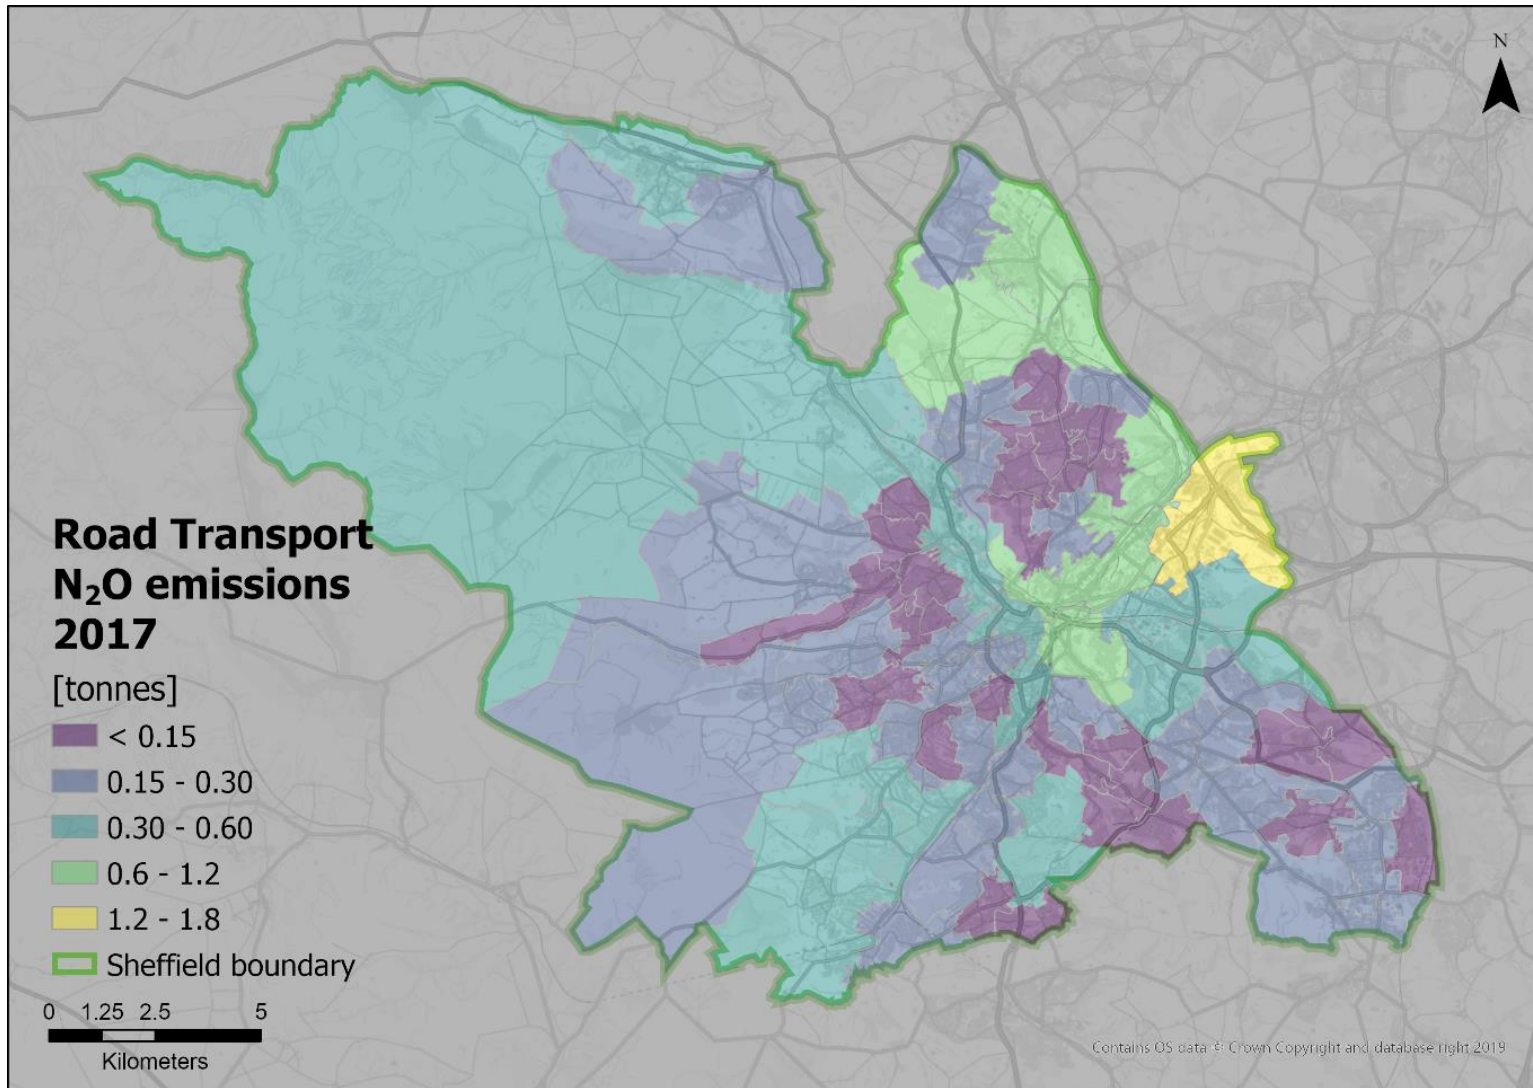 N
Road Transport
N₂O emissions
2017
[tonnes]
< 0.15
0.15 - 0.30
0.30 - 0.60
0.6 - 1.2
1.2 - 1.8
Sheffield boundary
0 1.25 2.5 5
Kilometers
Contains OS data © Crown Copyright and database right 2019